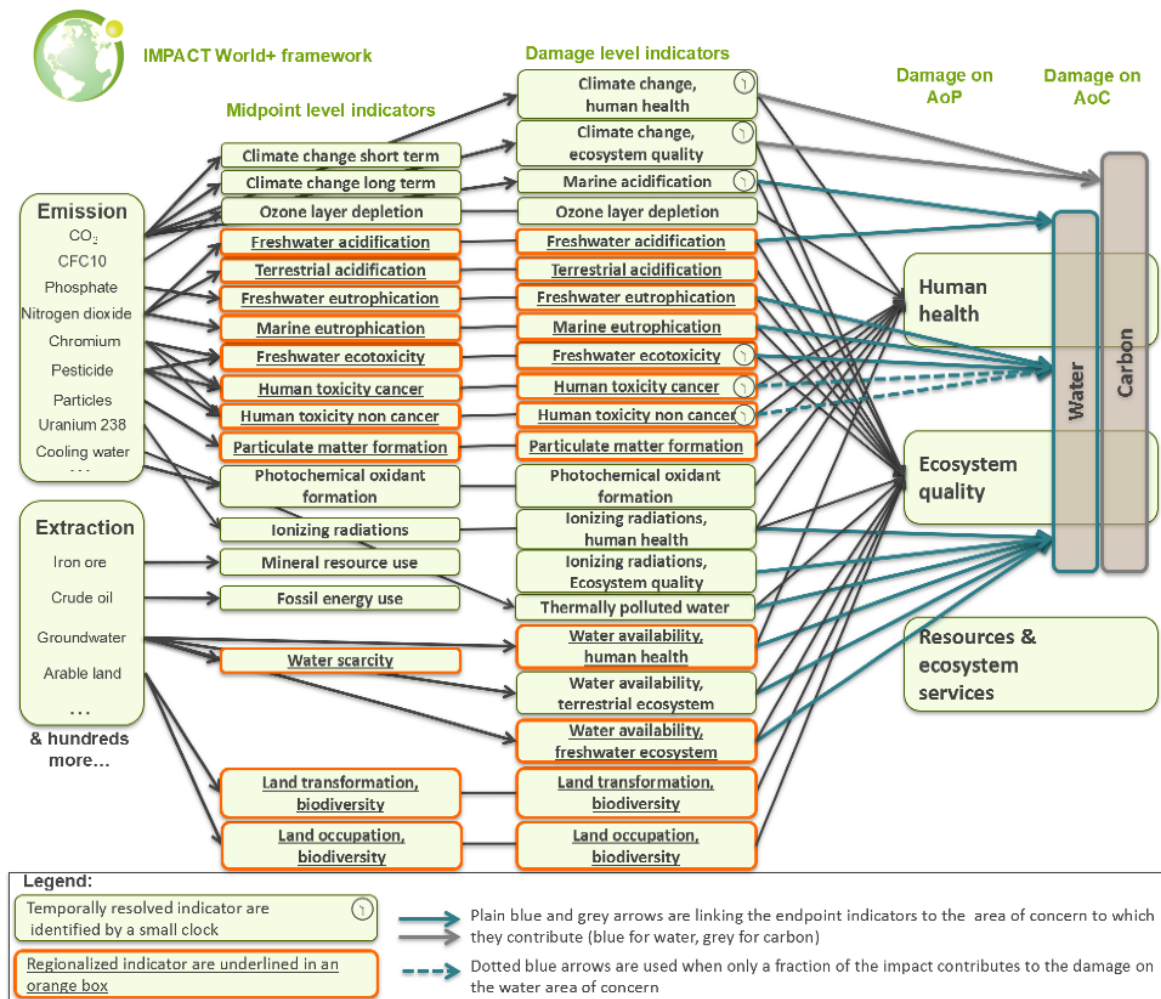 IMPACT World+ framework
Midpoint level indicators
Damage level indicators
Damage on
AoP
Damage on
AoC
Emission
CO2
CFC10
Phosphate
Nitrogen dioxide
Chromium
Pesticide
Particles
Uranium 238
Cooling water
...
Extraction
Iron ore
Crude oil
Groundwater
Arable land
...
& hundreds
more...
Climate change short term
Climate change long term
Ozone layer depletion
Freshwater acidification
Terrestrial acidification
Freshwater eutrophication
Marine eutrophication
Freshwater ecotoxicity
Human toxicity cancer
Human toxicity non cancer
Particulate matter formation
Photochemical oxidant
formation
Ionizing radiations
Mineral resource use
Fossil energy use
Water scarcity
Land transformation,
biodiversity
Land occupation,
biodiversity
Climate change,
human health
Climate change,
ecosystem quality
Marine acidification
Ozone layer depletion
Freshwater acidification
Terrestrial acidification
Freshwater eutrophication
Marine eutrophication
Freshwater ecotoxicity
Human toxicity cancer
Human toxicity non cancer
Particulate matter formation
Photochemical oxidant
formation
Ionizing radiations,
human health
Ionizing radiations,
Ecosystem quality
Thermally polluted water
Water availability,
human health
Water availability,
terrestrial ecosystem
Water availability,
freshwater ecosystem
Land transformation,
biodiversity
Land occupation,
biodiversity
Human
health
Ecosystem
quality
Resources &
ecosystem
services
Water
Carbon
Legend:
Temporally resolved indicator are
identified by a small clock
Regionalized indicator are underlined in an
orange box
Plain blue and grey arrows are linking the endpoint indicators to the area of concern to which
they contribute (blue for water, grey for carbon)
Dotted blue arrows are used when only a fraction of the impact contributes to the damage on
the water area of concern